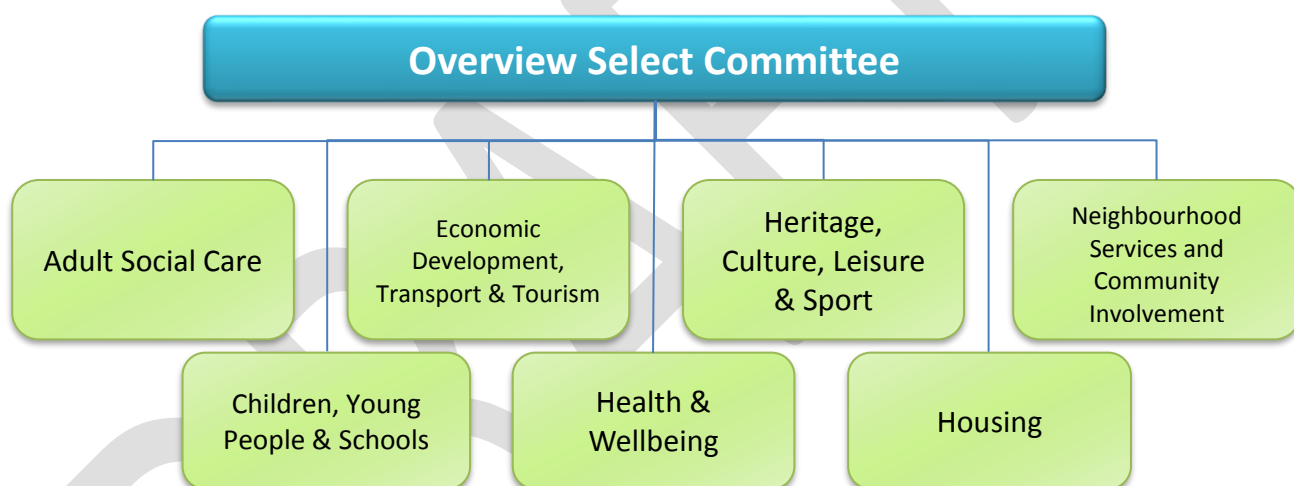 Overview Select Committee
Adult Social Care
Economic
Development,
Transport & Tourism
Heritage,
Culture, Leisure
& Sport
Neighbourhood
Services and
Community
Involvement
Children, Young
People & Schools
Health &
Wellbeing
Housing